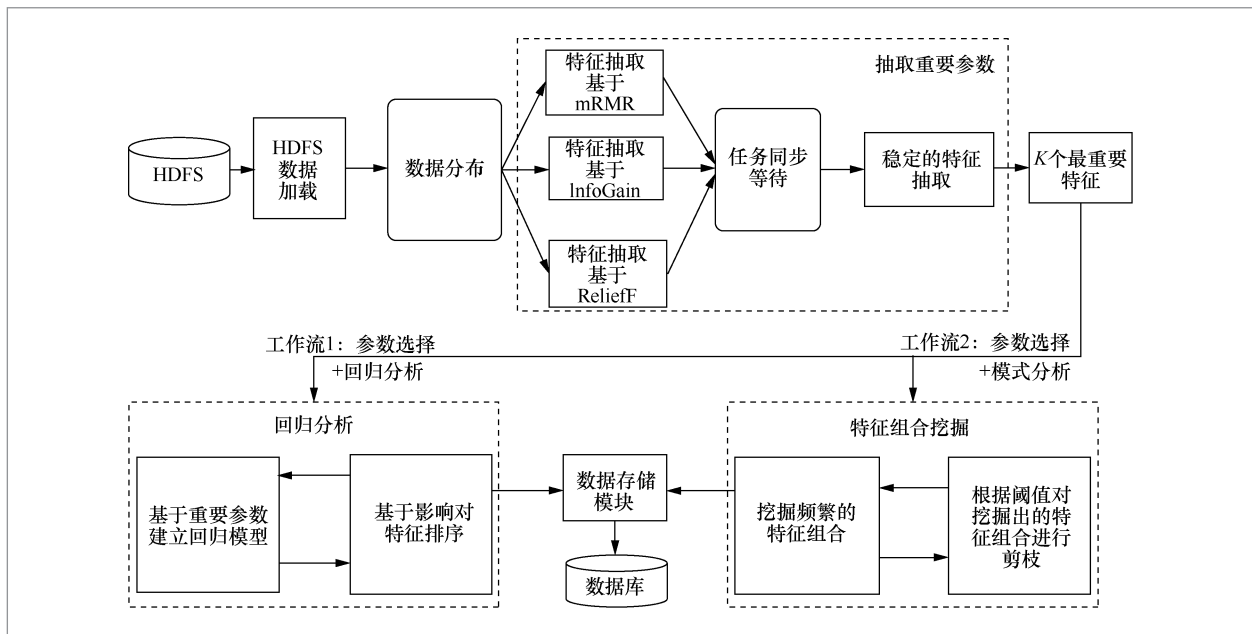 特征抽取
基于
mRMR
抽取重要参数
HDFS
HDFS
数据
加载
数据分布
特征抽取
基于
lnfoGain
任务同步
等待
稳定的特征
抽取
K个最重要
特征
特征抽取
基于
ReliefF
工作流1：参数选择
+回归分析
工作流2：参数选择
+模式分析
回归分析
基于重要参数
建立回归模型
基于影响对
特征排序
数据存储
模块
数据库
特征组合挖掘
挖掘频繁的
特征组合
根据阈值对
挖掘出的特
征组合进行
剪枝